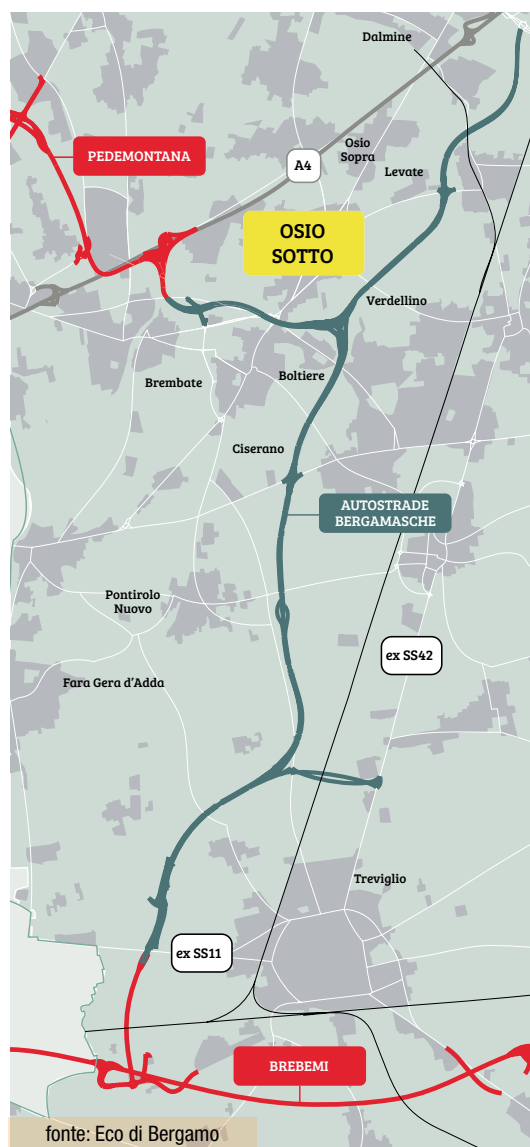 Dalmine
PEDEMONTANA
Osio
Sopra
A4
Levate
OSIO
SOTTO
Verdellino
Boltiere
Brembate
Ciserano
AUTOSTRADE
BERGAMASCHE
Pontirolo
Nuovo
ex SS42
Fara Gera d'Adda
Treviglio
ex SS11
BREBEMI
fonte: Eco di Bergamo